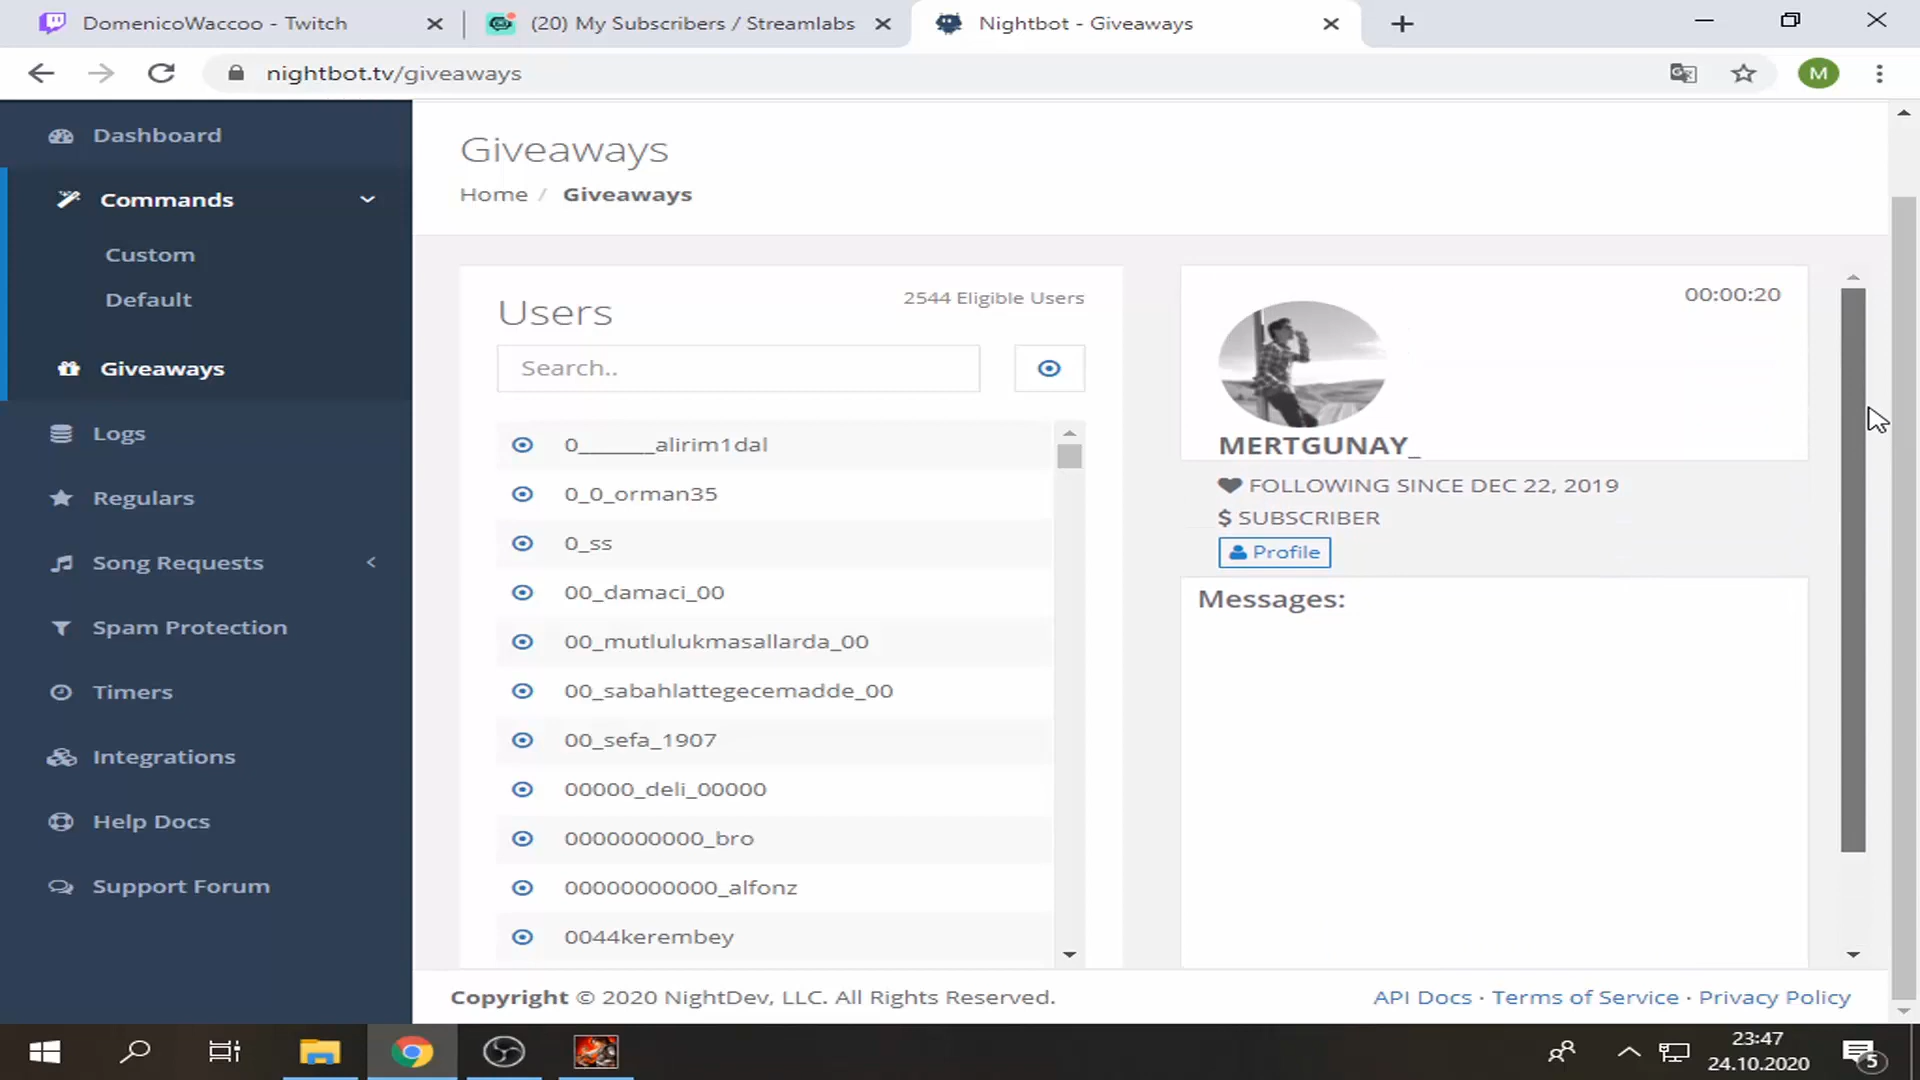 DomenicoWaccoo - Twitch
(20) My Subscribers / Streamlabs
Nightbot - Giveaways
nightbot.tv/giveaways
M
Dashboard
Commands
Custom
Default
Giveaways
Logs
Regulars
Song Requests
Spam Protection
Timers
Integrations
Help Docs
Support Forum
Giveaways
Home / Giveaways
Users
2544 Eligible Users
Search..
0_______alirim1dal
0_0_orman35
0_ss
00_damaci_00
00_mutlulukmasallarda_00
00_sabahlattegecemadde_00
00_sefa_1907
00000_deli_00000
0000000000_bro
00000000000_alfonz
0044kerembey
00:00:20
MERTGUNAY_
FOLLOWING SINCE DEC 22, 2019
$ SUBSCRIBER
Profile
Messages:
Copyright © 2020 NightDev, LLC. All Rights Reserved.
API Docs · Terms of Service · Privacy Policy
23:47
24.10.2020
5